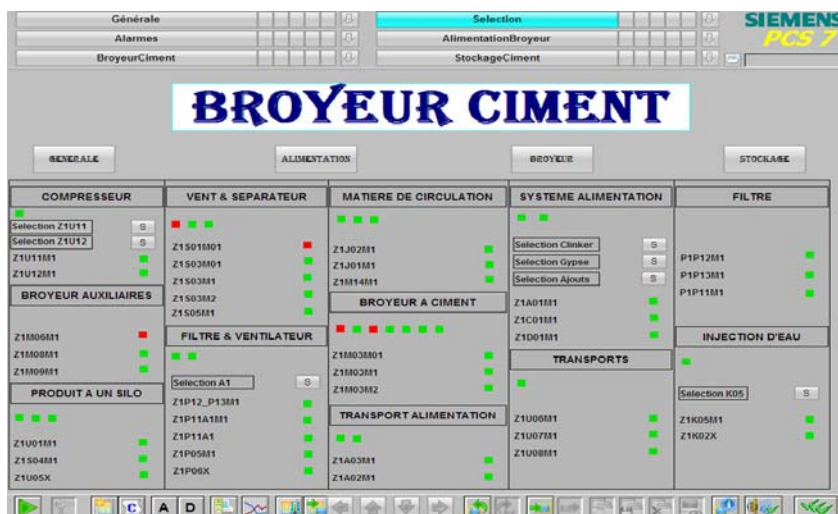 Générale
Selection
SIEMENS
Alarmes
AlimentationBroyeur
PCS 7
BroyeurCiment
StockageCiment
BROYEUR CIMENT
GENERALE
ALIMENTATION
BROYEUR
STOCKAGE
COMPRESSEUR
Selection Z1U11 S
Selection Z1U12 S
Z1U11M1
Z1U12M1
BROYEUR AUXILIAIRES
Z1M06M1
Z1M08M1
Z1M09M1
PRODUIT A UN SILO
Z1U01M1
Z1S04M1
Z1U05X
VENT & SEPARATEUR
Z1S01M01
Z1S03M01
Z1S03M1
Z1S03M2
Z1S05M1
FILTRE & VENTILATEUR
Selection A1 S
Z1P12_P13M1
Z1P11A1M1
Z1P11A1
Z1P05M1
Z1P06X
MATIERE DE CIRCULATION
Z1J02M1
Z1J01M1
Z1M14M1
BROYEUR A CIMENT
Z1M03M01
Z1M03M1
Z1M03M2
TRANSPORT ALIMENTATION
Z1A03M1
Z1A02M1
SYSTEME ALIMENTATION
Selection Clinker S
Selection Gypse S
Selection Ajouts S
Z1A01M1
Z1C01M1
Z1D01M1
TRANSPORTS
Z1U06M1
Z1U07M1
Z1U08M1
FILTRE
P1P12M1
P1P13M1
P1P11M1
INJECTION D'EAU
Selection K05 S
Z1K05M1
Z1K02X
C A D